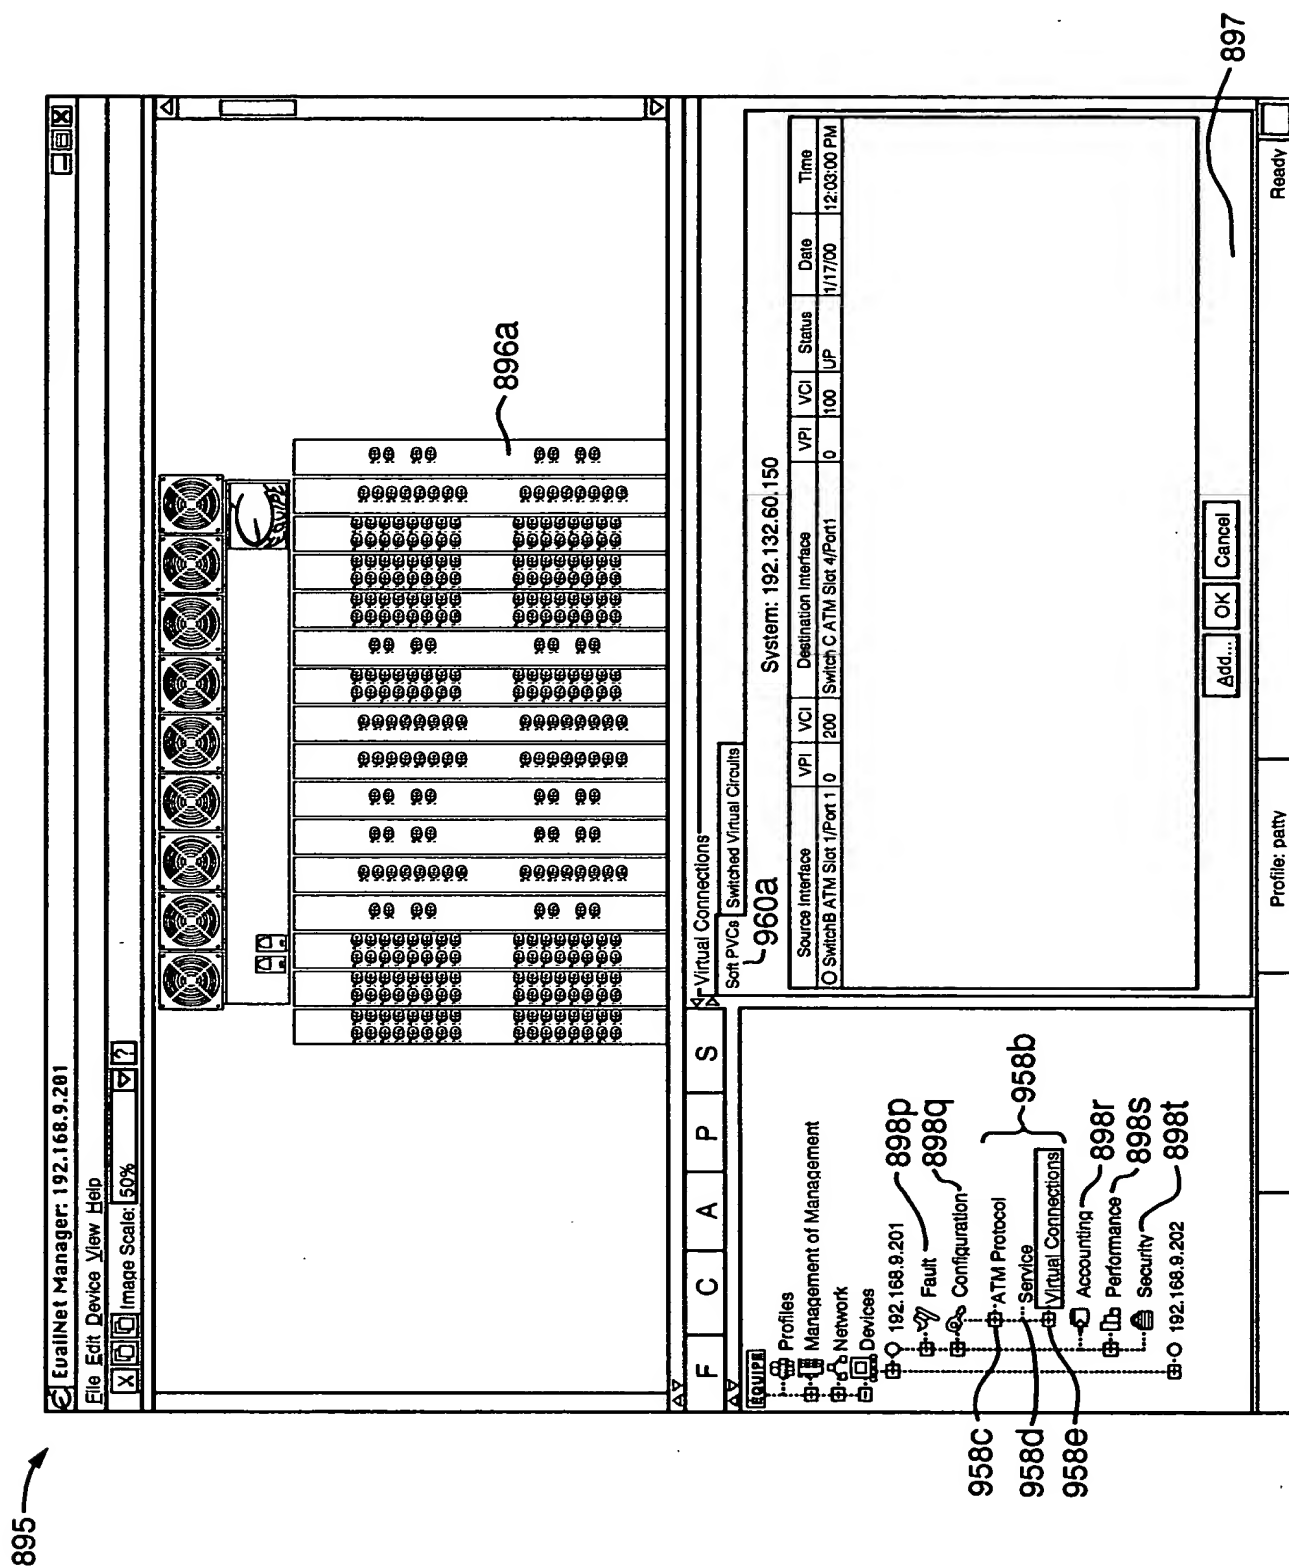 895
EuallNet Manager: 192.168.9.201
File Edit Device View Help
Image Scale: 50% ?
896a
F C A P S
EQUIPE
Profiles
Management of Management
Network
Devices
192.168.9.201
898p
Fault
898q
Configuration
958c
ATM Protocol
958b
958d
Service
958e
Virtual Connections
Accounting
898r
Performance
898s
Security
898t
192.168.9.202
Virtual Connections
Soft PVCs Switched Virtual Circuits
960a
System: 192.132.60.150
Source Interface VPI VCI Destination Interface VPI VCI Status Date Time
SwitchB ATM Slot 1/Port 1 0 200 Switch C ATM Slot 4/Port1 0 100 UP 1/17/00 12:03:00 PM
Add... OK Cancel
897
Profile: patty
Ready